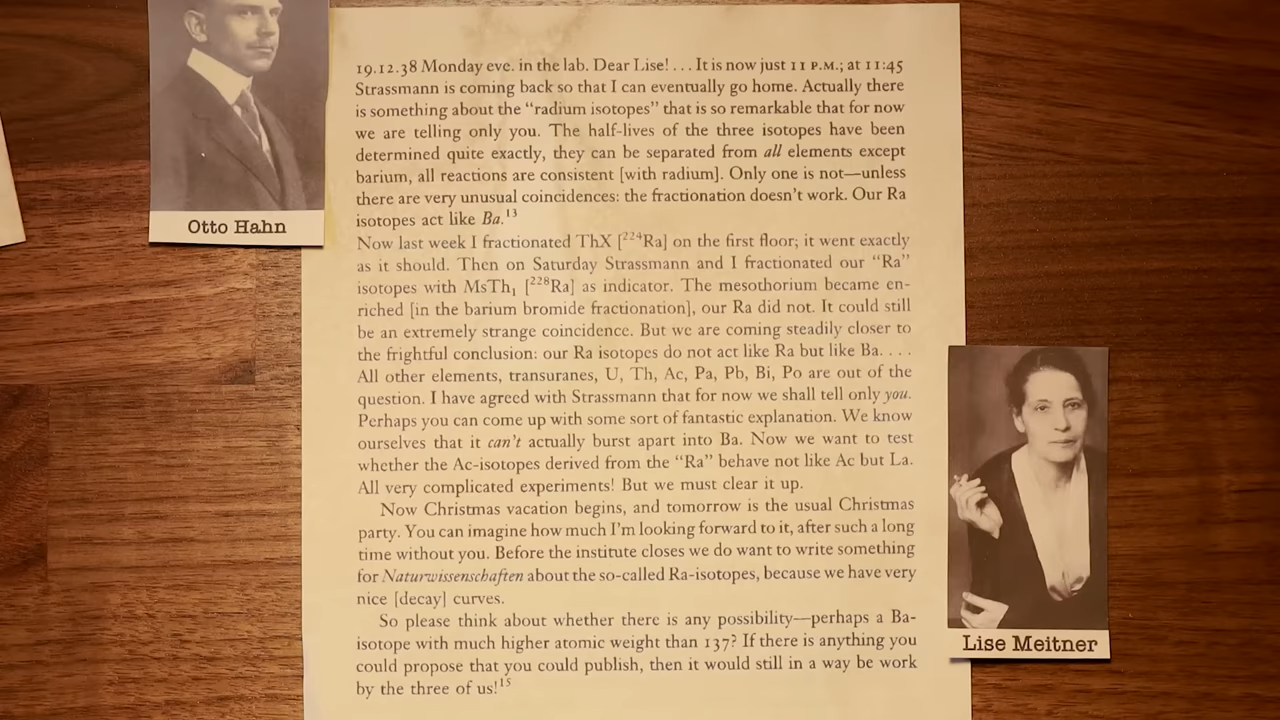 Otto Hahn
19.12.38 Monday eve. in the lab. Dear Lise! . . . It is now just 11 P.M.; at 11:45
Strassmann is coming back so that I can eventually go home. Actually there
is something about the “radium isotopes” that is so remarkable that for now
we are telling only you. The half-lives of the three isotopes have been
determined quite exactly, they can be separated from all elements except
barium, all reactions are consistent [with radium]. Only one is not—unless
there are very unusual coincidences: the fractionation doesn’t work. Our Ra
isotopes act like Ba.¹³
Now last week I fractionated ThX [²²⁴Ra] on the first floor; it went exactly
as it should. Then on Saturday Strassmann and I fractionated our “Ra”
isotopes with MsTh₁ [²²⁸Ra] as indicator. The mesothorium became en-
riched [in the barium bromide fractionation], our Ra did not. It could still
be an extremely strange coincidence. But we are coming steadily closer to
the frightful conclusion: our Ra isotopes do not act like Ra but like Ba. . . .
All other elements, transuranes, U, Th, Ac, Pa, Pb, Bi, Po are out of the
question. I have agreed with Strassmann that for now we shall tell only you.
Perhaps you can come up with some sort of fantastic explanation. We know
ourselves that it can’t actually burst apart into Ba. Now we want to test
whether the Ac-isotopes derived from the “Ra” behave not like Ac but La.
All very complicated experiments! But we must clear it up.
Now Christmas vacation begins, and tomorrow is the usual Christmas
party. You can imagine how much I’m looking forward to it, after such a long
time without you. Before the institute closes we do want to write something
for Naturwissenschaften about the so-called Ra-isotopes, because we have very
nice [decay] curves.
So please think about whether there is any possibility—perhaps a Ba-
isotope with much higher atomic weight than 137? If there is anything you
could propose that you could publish, then it would still in a way be work
by the three of us!¹⁵
Lise Meitner